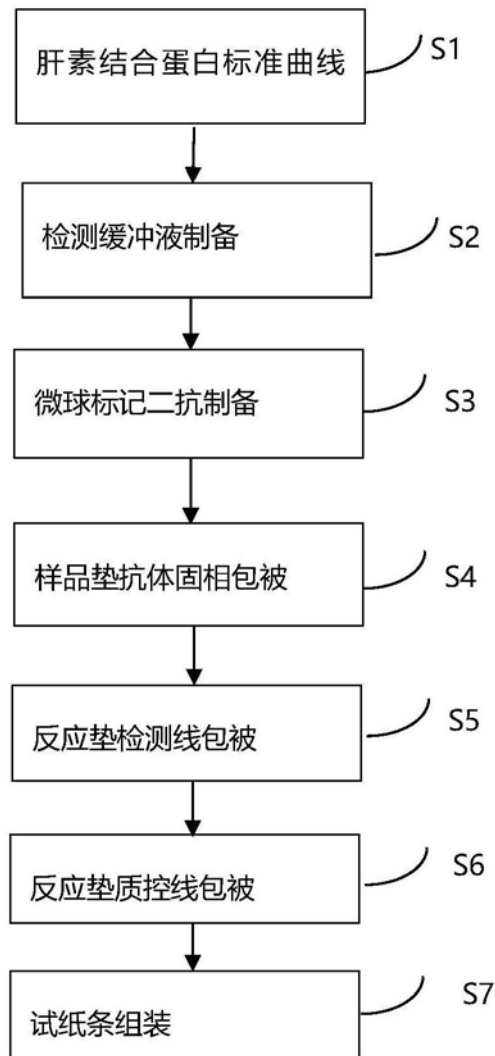 肝素结合蛋白标准曲线 S1
检测缓冲液制备 S2
微球标记二抗制备 S3
样品垫抗体固相包被 S4
反应垫检测线包被 S5
反应垫质控线包被 S6
试纸条组装 S7